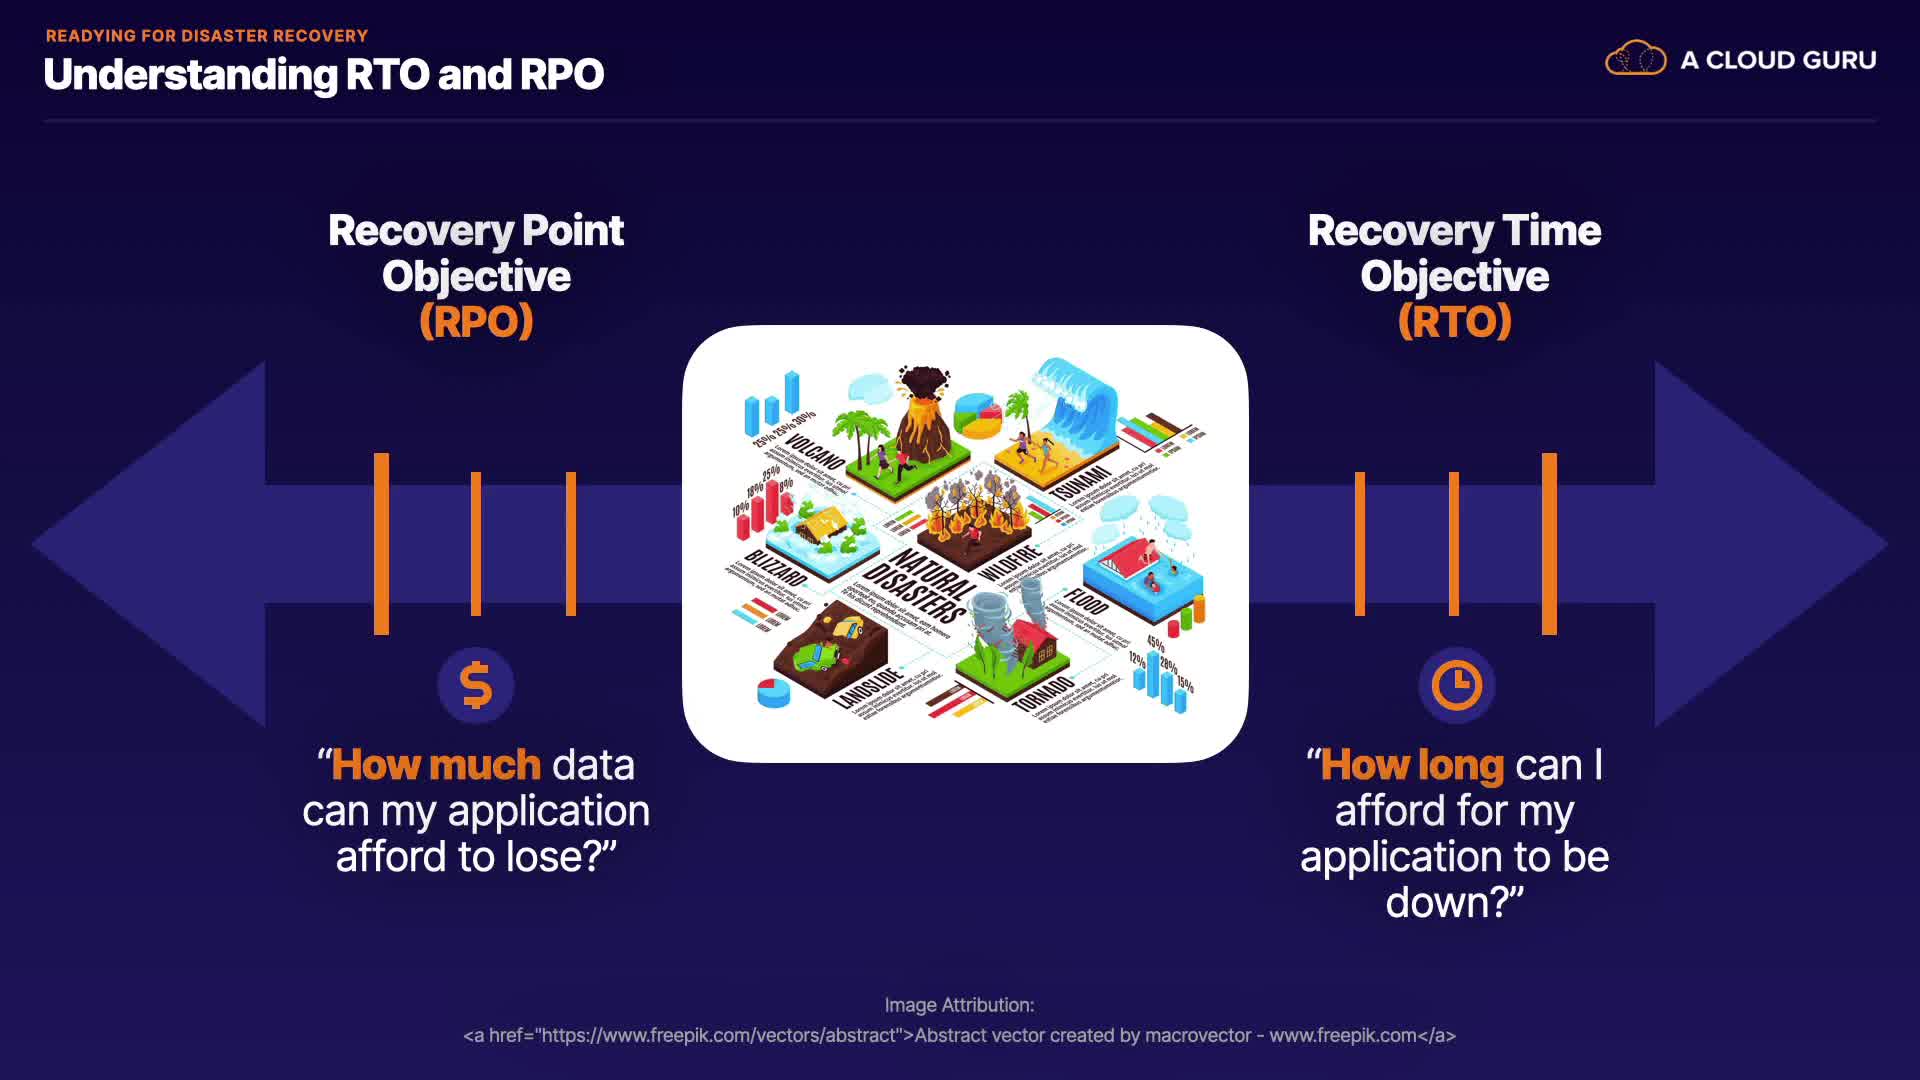 READYING FOR DISASTER RECOVERY
Understanding RTO and RPO
A CLOUD GURU
Recovery Point
Objective
(RPO)
“How much data
can my application
afford to lose?”
25% 25% 30%
VOLCANO
TSUNAMI
10% 18% 25% 8%
BLIZZARD
NATURAL
DISASTERS
WILDFIRE
FLOOD
LANDSLIDE
TORNADO
12% 45% 28% 15%
Recovery Time
Objective
(RTO)
“How long can I
afford for my
application to be
down?”
Image Attribution:
<a href="https://www.freepik.com/vectors/abstract">Abstract vector created by macrovector - www.freepik.com</a>